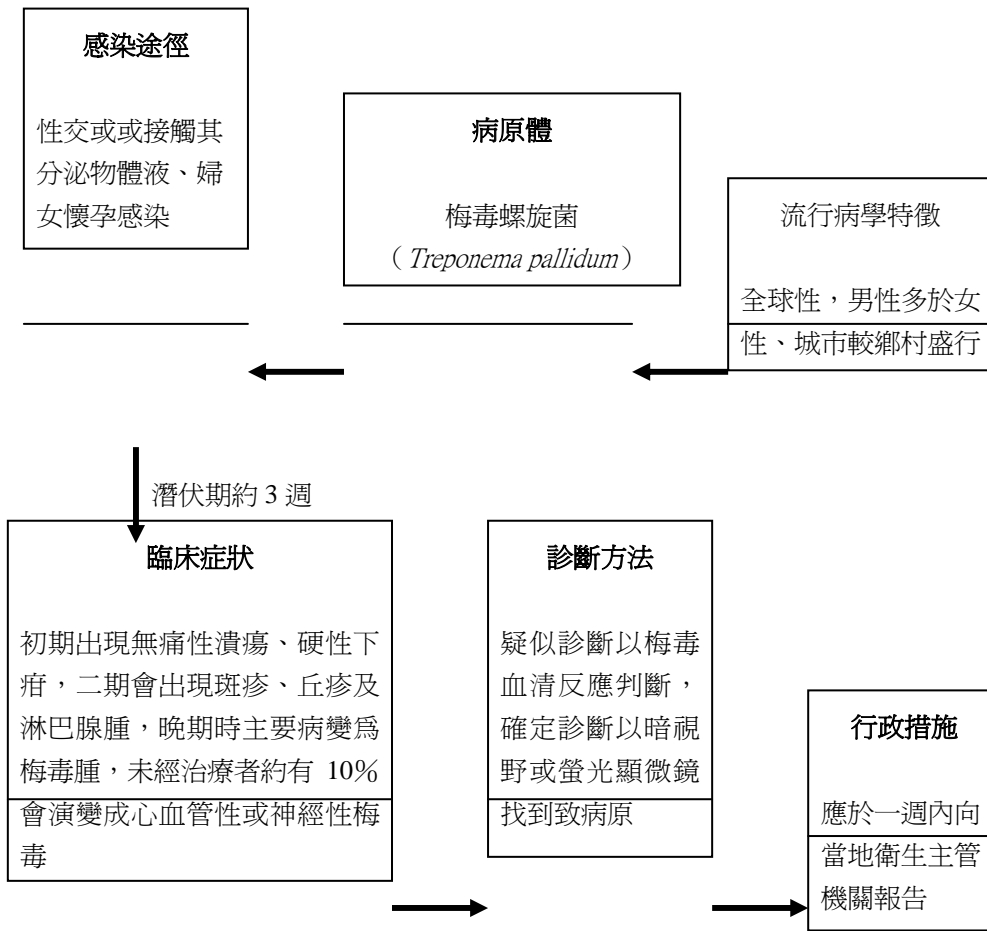 感染途徑
性交或或接觸其
分泌物體液、婦
女懷孕感染
病原體
梅毒螺旋菌
（Treponema pallidum）
流行病學特徵
全球性，男性多於女
性、城市較鄉村盛行
潛伏期約 3 週
臨床症狀
初期出現無痛性潰瘍、硬性下
疳，二期會出現斑疹、丘疹及
淋巴腺腫，晚期時主要病變為
梅毒腫，未經治療者約有 10%
會演變成心血管性或神經性梅
毒
診斷方法
疑似診斷以梅毒
血清反應判斷，
確定診斷以暗視
野或螢光顯微鏡
找到致病原
行政措施
應於一週內向
當地衛生主管
機關報告